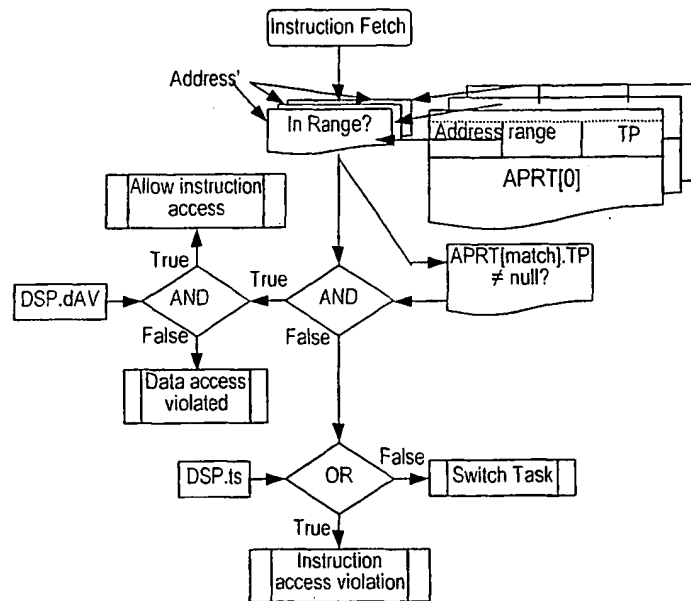 Instruction Fetch
Address'
In Range?
Address range
TP
APRT[0]
Allow instruction
access
True
True
APRT[match].TP
≠ null?
DSP.dAV
AND
AND
False
False
Data access
violated
DSP.ts
OR
False
Switch Task
True
Instruction
access violation